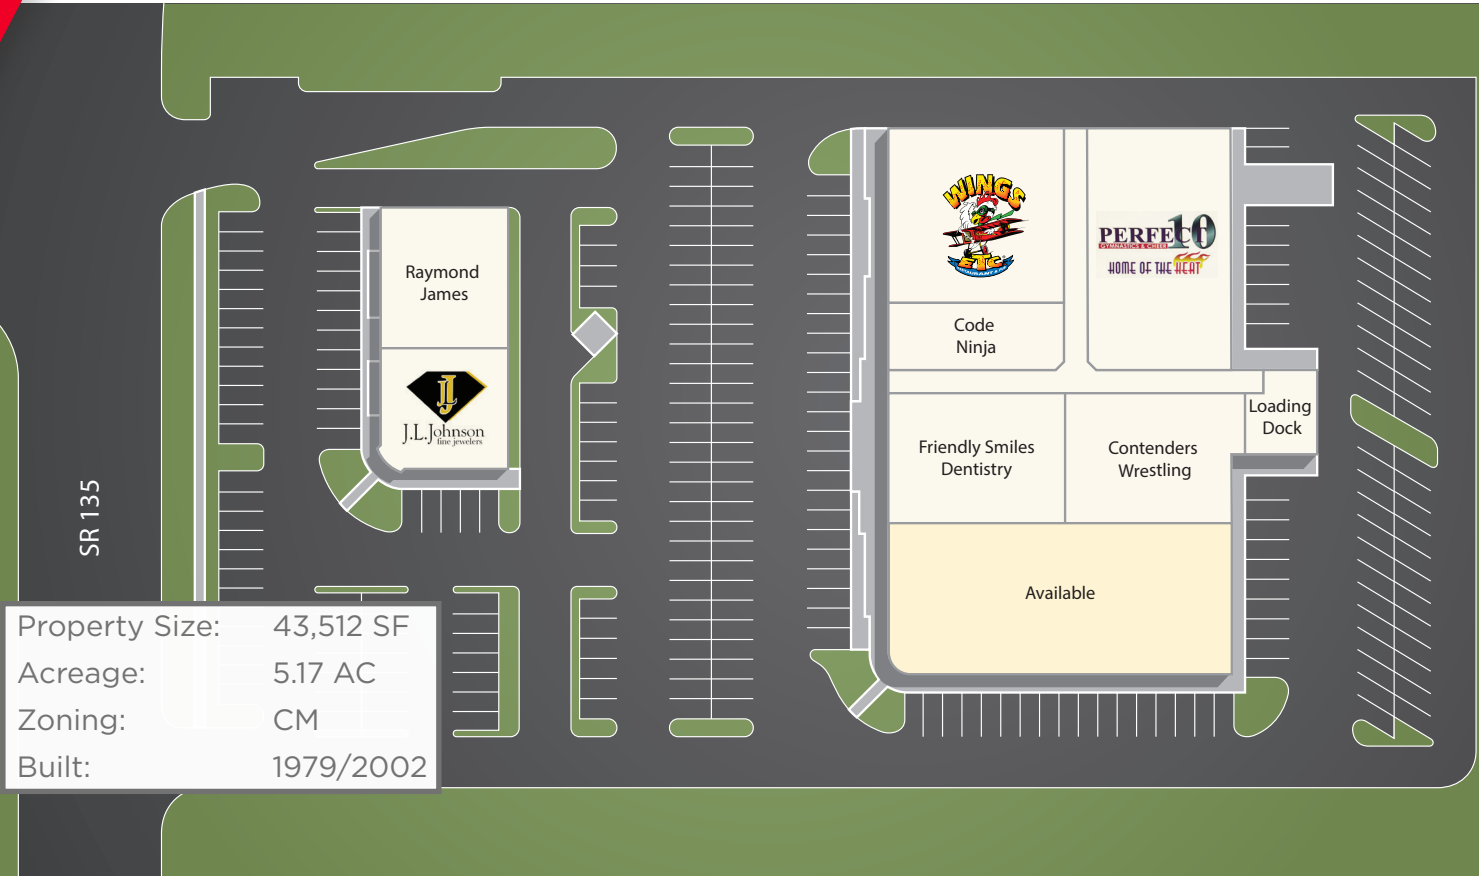 WINGS
ETC
RESTAURANT & PUB
PERFECT 10
GYMNASTICS & CHEER
HOME OF THE HEAT
Raymond
James
Code
Ninja
J.L.Johnson
fine jewelers
Loading
Dock
Friendly Smiles
Dentistry
Contenders
Wrestling
SR 135
Available
Property Size: 43,512 SF
Acreage: 5.17 AC
Zoning: CM
Built: 1979/2002